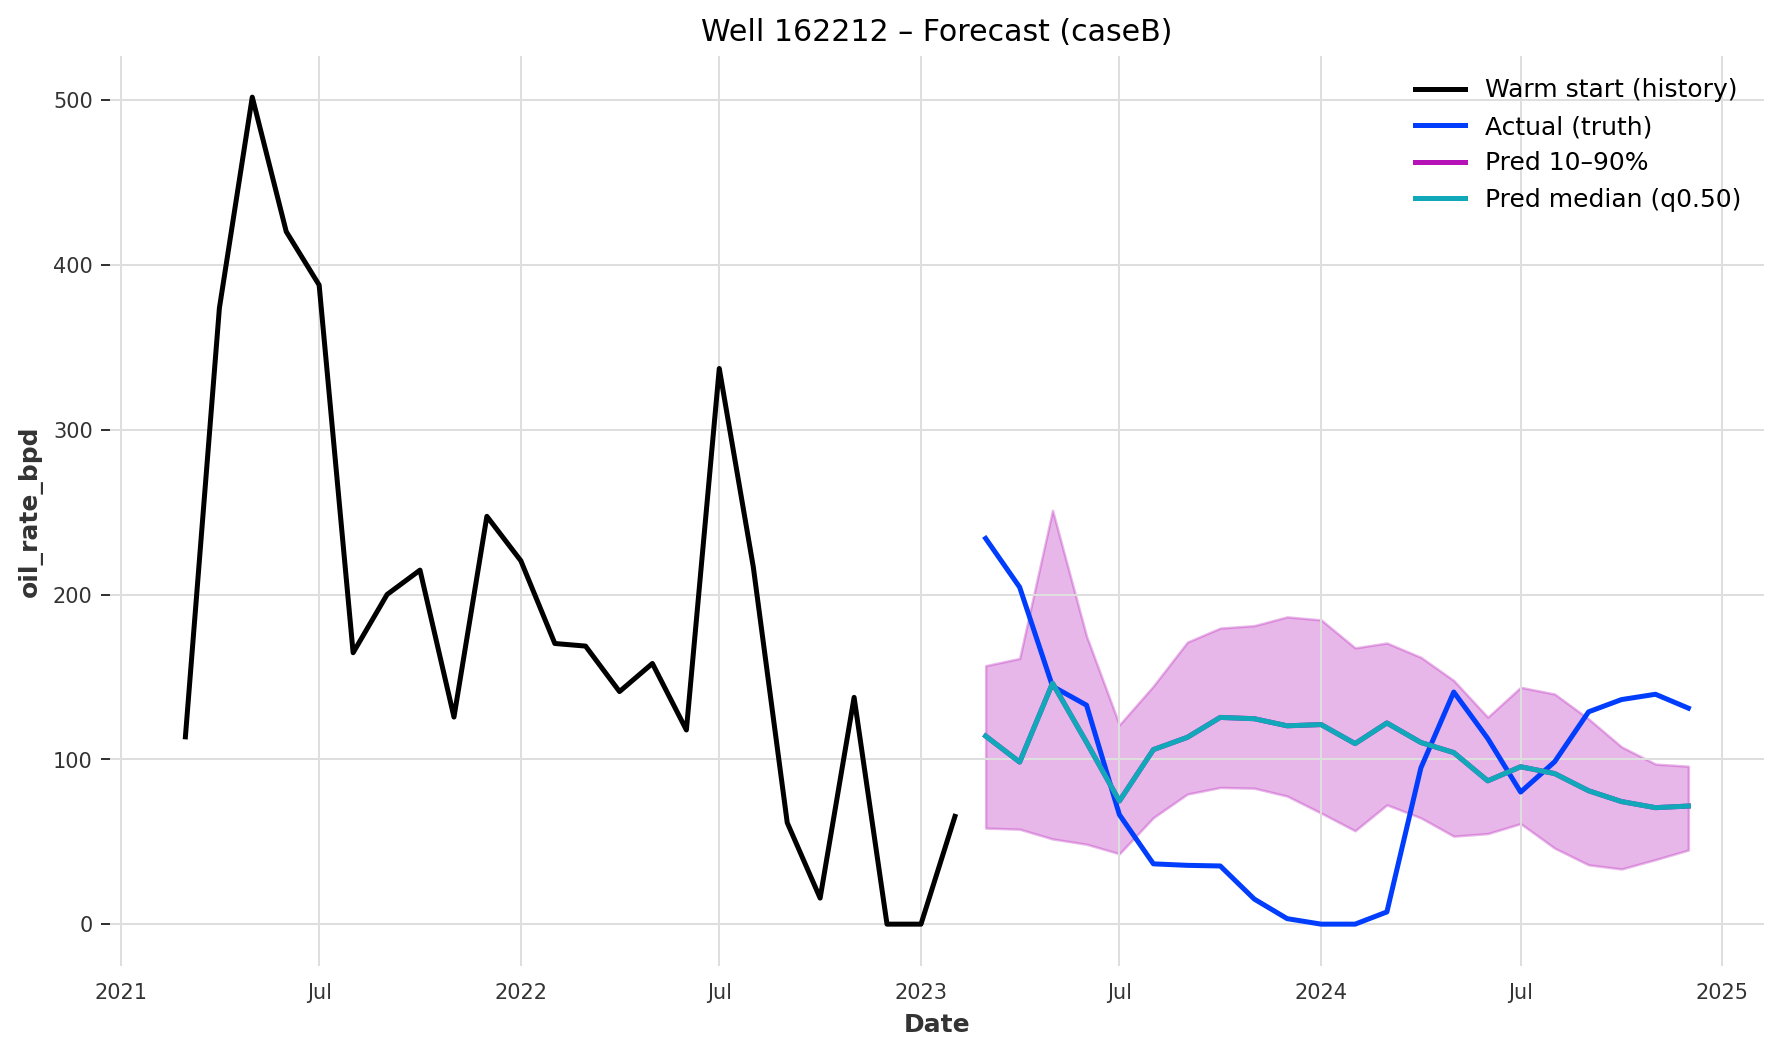 Well 162212 – Forecast (caseB)
Warm start (history)
Actual (truth)
Pred 10–90%
Pred median (q0.50)
oil_rate_bpd
500
400
300
200
100
0
2021
Jul
2022
Jul
2023
Jul
2024
Jul
2025
Date